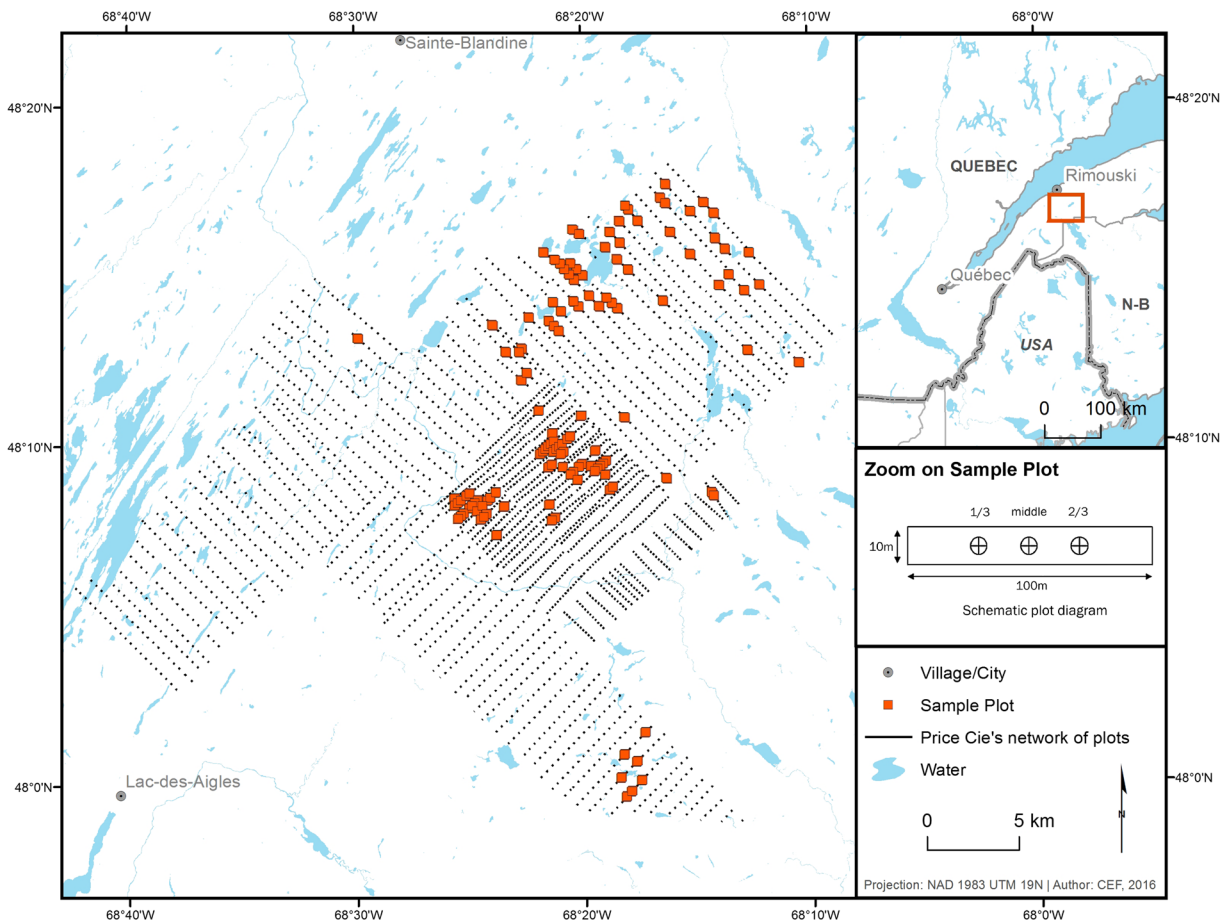 68°40'W 68°30'W 68°20'W 68°10'W 68°0'W
Sainte-Blandine
48°20'N
48°20'N
QUEBEC
Rimouski
Québec
N-B
USA
0 100 km
48°10'N
48°10'N
Zoom on Sample Plot
1/3 middle 2/3
10m
100m
Schematic plot diagram
Village/City
Sample Plot
Price Cie's network of plots
Water
48°0'N
48°0'N
Lac-des-Aigles
0 5 km
N
Projection: NAD 1983 UTM 19N | Author: CEF, 2016
68°40'W 68°30'W 68°20'W 68°10'W 68°0'W